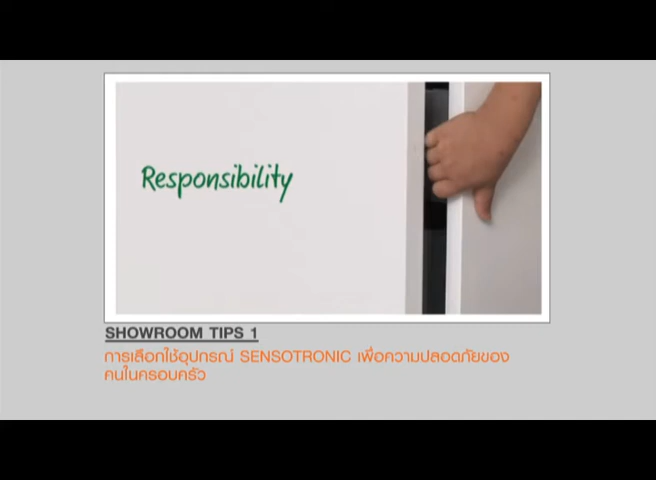 Responsibility
SHOWROOM TIPS 1
การเลือกใช้อุปกรณ์ SENSOTRONIC เพื่อความปลอดภัยของ
คนในครอบครัว